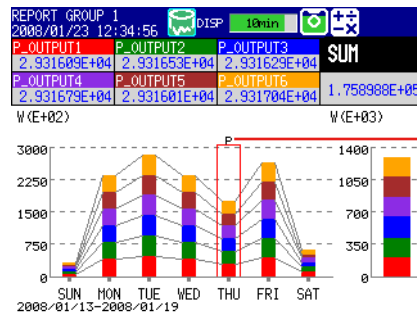 REPORT GROUP 1
2008/01/23 12:34:56 DISP 10min
P_OUTPUT1 P_OUTPUT2 P_OUTPUT3 SUM
2.931609E+04 2.931653E+04 2.931629E+04
P_OUTPUT4 P_OUTPUT5 P_OUTPUT6
2.931679E+04 2.931601E+04 2.931704E+04 1.758988E+05
W(E+02) W(E+03)
P
3000 1400
2250 1050
1500 700
750 350
0 0
SUN MON TUE WED THU FRI SAT
2008/01/13-2008/01/19